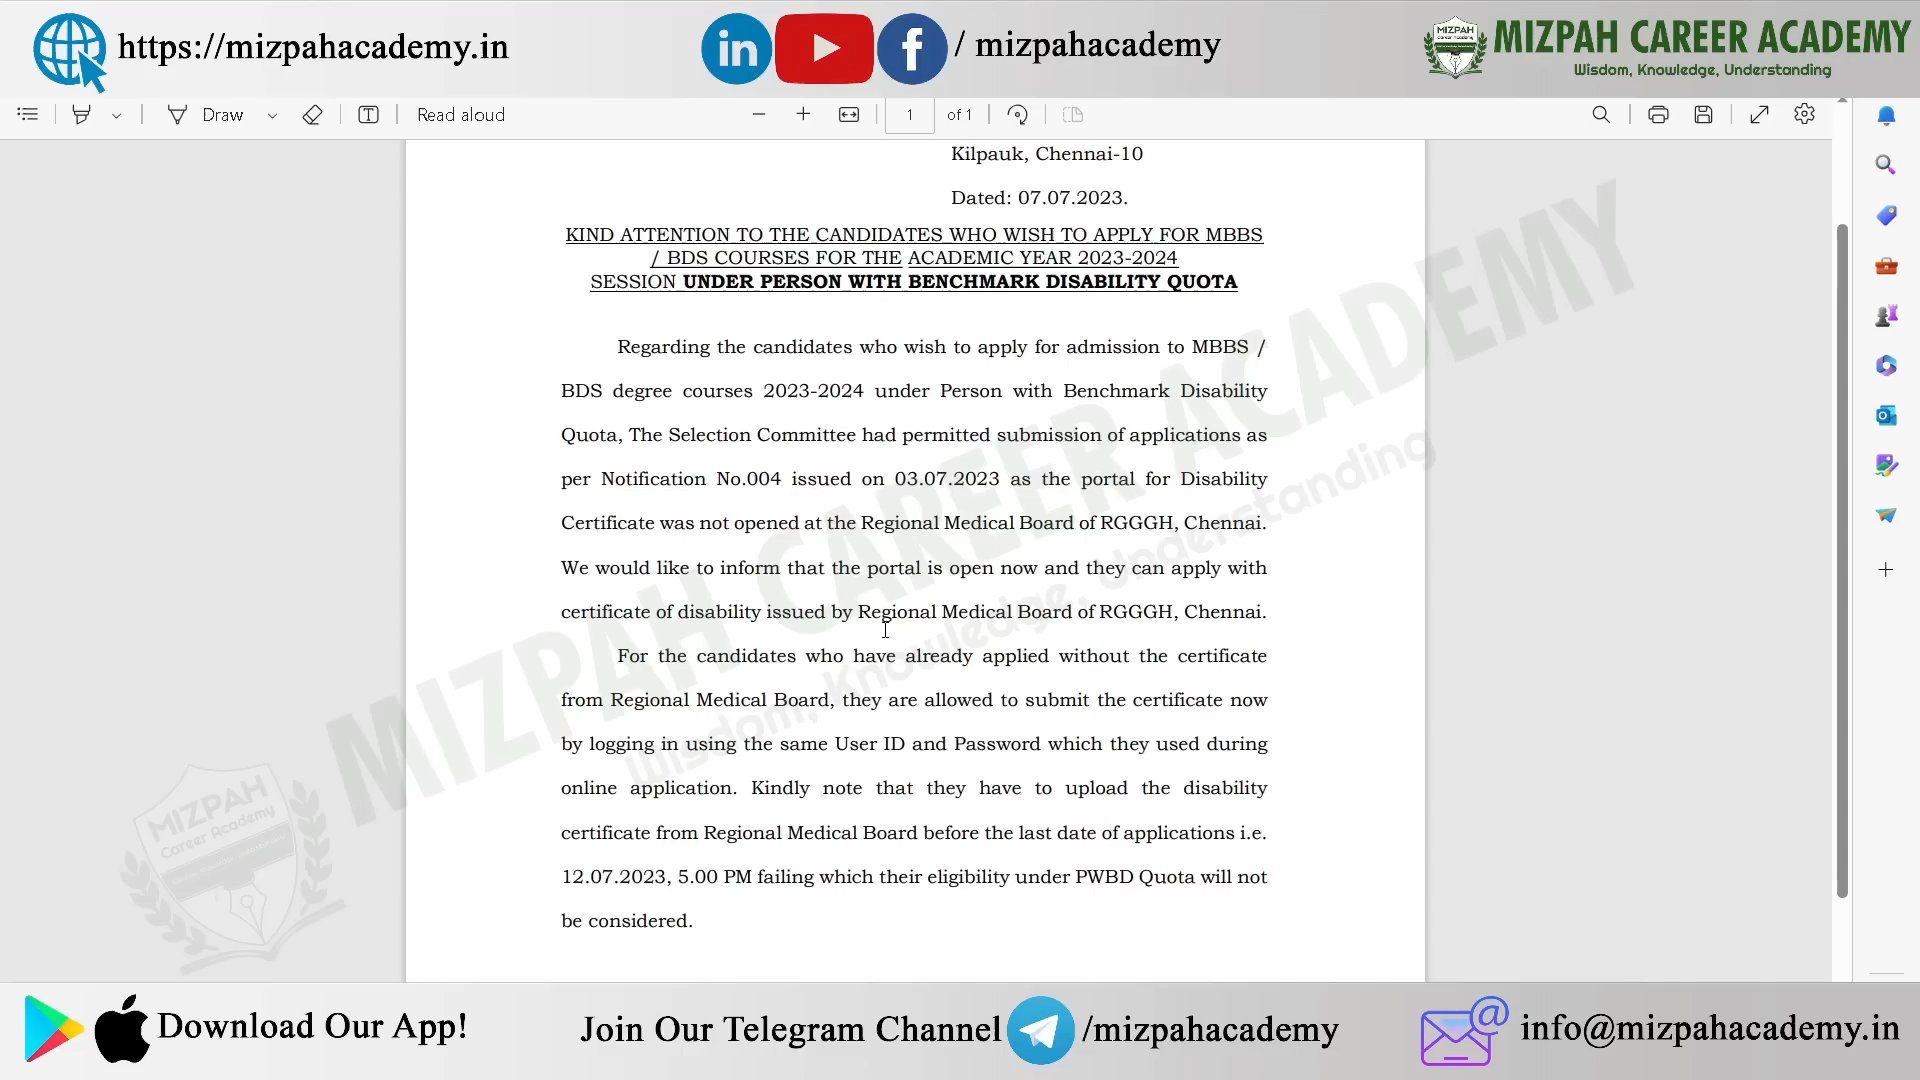 https://mizpahacademy.in
/ mizpahacademy
MIZPAH CAREER ACADEMY
Wisdom, Knowledge, Understanding
Draw
Read aloud
1 of 1
Kilpauk, Chennai-10
Dated: 07.07.2023.
KIND ATTENTION TO THE CANDIDATES WHO WISH TO APPLY FOR MBBS
/ BDS COURSES FOR THE ACADEMIC YEAR 2023-2024
SESSION UNDER PERSON WITH BENCHMARK DISABILITY QUOTA
Regarding the candidates who wish to apply for admission to MBBS /
BDS degree courses 2023-2024 under Person with Benchmark Disability
Quota, The Selection Committee had permitted submission of applications as
per Notification No.004 issued on 03.07.2023 as the portal for Disability
Certificate was not opened at the Regional Medical Board of RGGGH, Chennai.
We would like to inform that the portal is open now and they can apply with
certificate of disability issued by Regional Medical Board of RGGGH, Chennai.
For the candidates who have already applied without the certificate
from Regional Medical Board, they are allowed to submit the certificate now
by logging in using the same User ID and Password which they used during
online application. Kindly note that they have to upload the disability
certificate from Regional Medical Board before the last date of applications i.e.
12.07.2023, 5.00 PM failing which their eligibility under PWBD Quota will not
be considered.
MIZPAH CAREER ACADEMY
Wisdom, Knowledge, Understanding
MIZPAH
Career Academy
Download Our App!
Join Our Telegram Channel /mizpahacademy
info@mizpahacademy.in